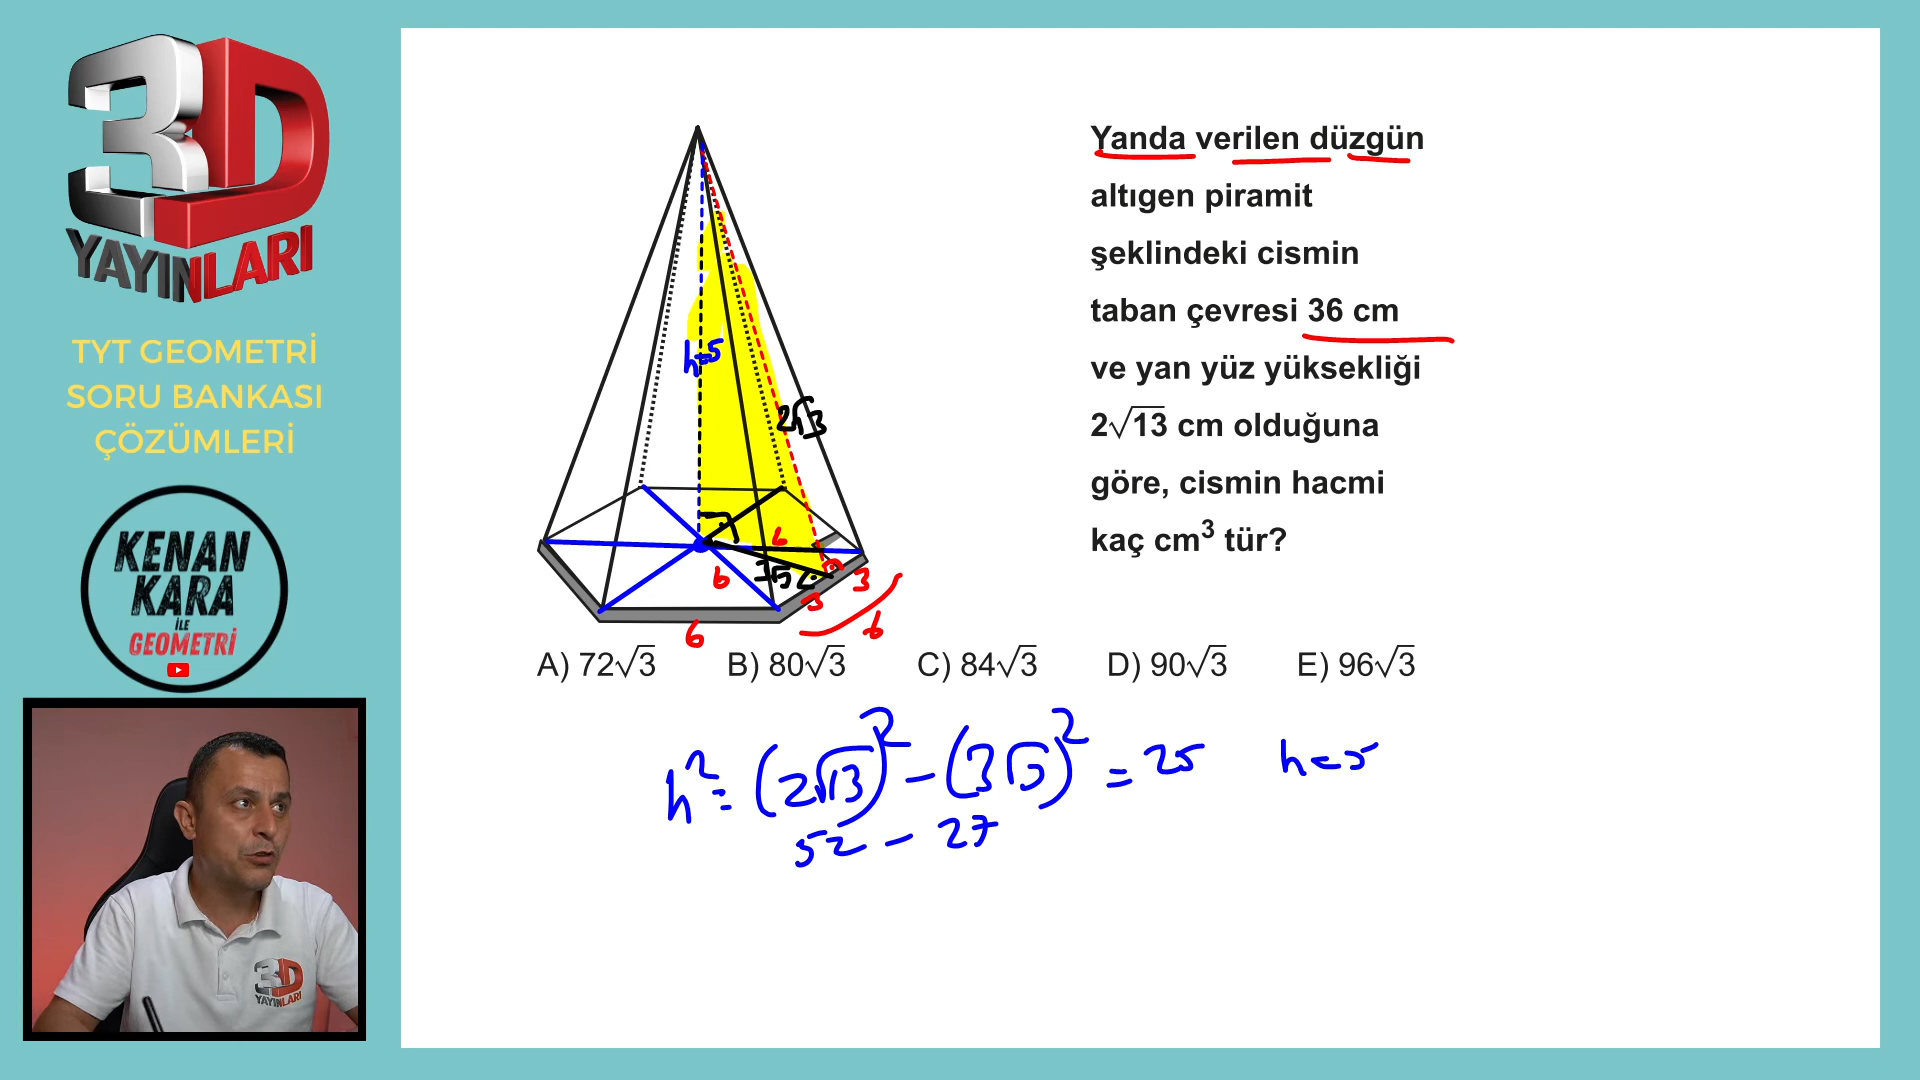 3D
YAYINLARI
TYT GEOMETRİ
SORU BANKASI
ÇÖZÜMLERİ
KENAN
KARA
İLE
GEOMETRİ
3D
YAYINLARI
Yanda verilen düzgün
altıgen piramit
şeklindeki cismin
taban çevresi 36 cm
ve yan yüz yüksekliği
2√13 cm olduğuna
göre, cismin hacmi
kaç cm³ tür?
h=5
2√13
6
6
3√3
3
3
6
6
A) 72√3 B) 80√3 C) 84√3 D) 90√3 E) 96√3
h² = (2√13)² − (3√3)² = 25 h=5
52 − 27